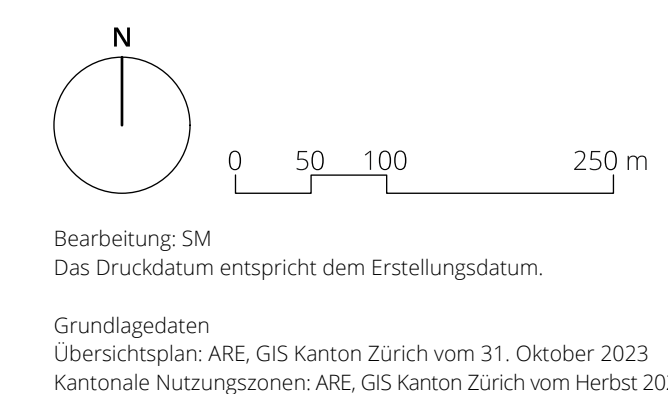 N
0 50 100 250 m
Bearbeitung: SM
Das Druckdatum entspricht dem Erstellungsdatum.
Grundlagedaten
Übersichtsplan: ARE, GIS Kanton Zürich vom 31. Oktober 2023
Kantonale Nutzungszonen: ARE, GIS Kanton Zürich vom Herbst